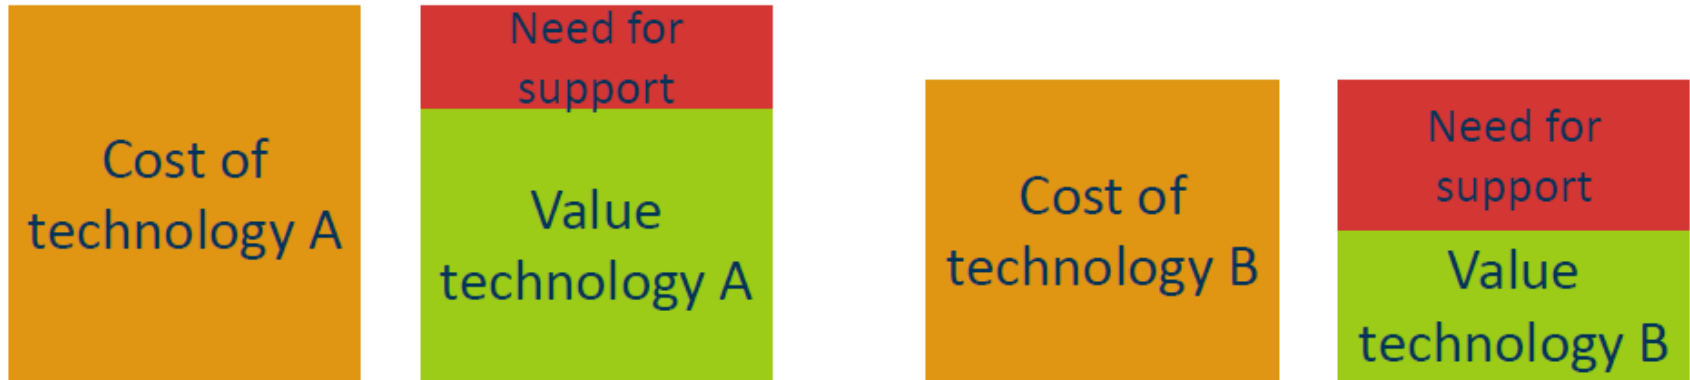 Cost of
technology A
Need for
support
Value
technology A
Cost of
technology B
Need for
support
Value
technology B